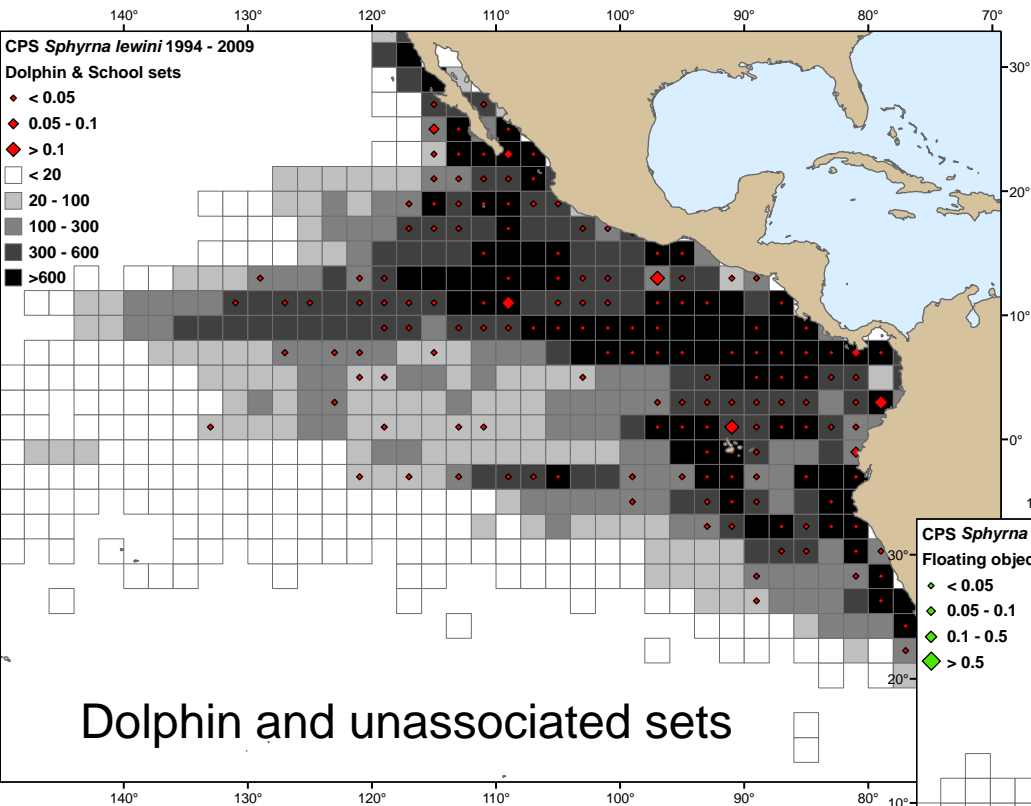 140° 130° 120° 110° 100° 90° 80° 70°
CPS Sphyrna lewini 1994 - 2009
Dolphin & School sets
< 0.05
0.05 - 0.1
> 0.1
< 20
20 - 100
100 - 300
300 - 600
>600
30°
20°
10°
0°
1
CPS Sphyrna
30°
Floating objec
< 0.05
0.05 - 0.1
0.1 - 0.5
> 0.5
20°
Dolphin and unassociated sets
140° 130° 120° 110° 100° 90° 80°
10°